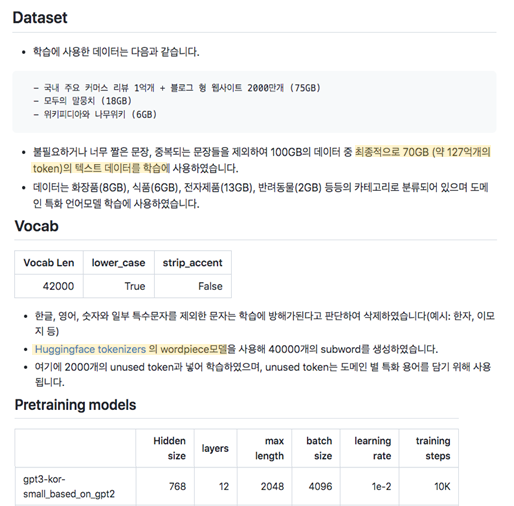 Dataset
• 학습에 사용한 데이터는 다음과 같습니다.
– 국내 주요 커머스 리뷰 1억개 + 블로그 형 웹사이트 2000만개 (75GB)
– 모두의 말뭉치 (18GB)
– 위키피디아와 나무위키 (6GB)
• 불필요하거나 너무 짧은 문장, 중복되는 문장들을 제외하여 100GB의 데이터 중 최종적으로 70GB (약 127억개의
token)의 텍스트 데이터를 학습에 사용하였습니다.
• 데이터는 화장품(8GB), 식품(6GB), 전자제품(13GB), 반려동물(2GB) 등등의 카테고리로 분류되어 있으며 도메
인 특화 언어모델 학습에 사용하였습니다.
Vocab
Vocab Len lower_case strip_accent
42000 True False
• 한글, 영어, 숫자와 일부 특수문자를 제외한 문자는 학습에 방해가된다고 판단하여 삭제하였습니다(예시: 한자, 이모
지 등)
• Huggingface tokenizers 의 wordpiece모델을 사용해 40000개의 subword를 생성하였습니다.
• 여기에 2000개의 unused token과 넣어 학습하였으며, unused token는 도메인 별 특화 용어를 담기 위해 사용
됩니다.
Pretraining models
Hidden size layers max length batch size learning rate training steps
gpt3-kor-small_based_on_gpt2 768 12 2048 4096 1e-2 10K